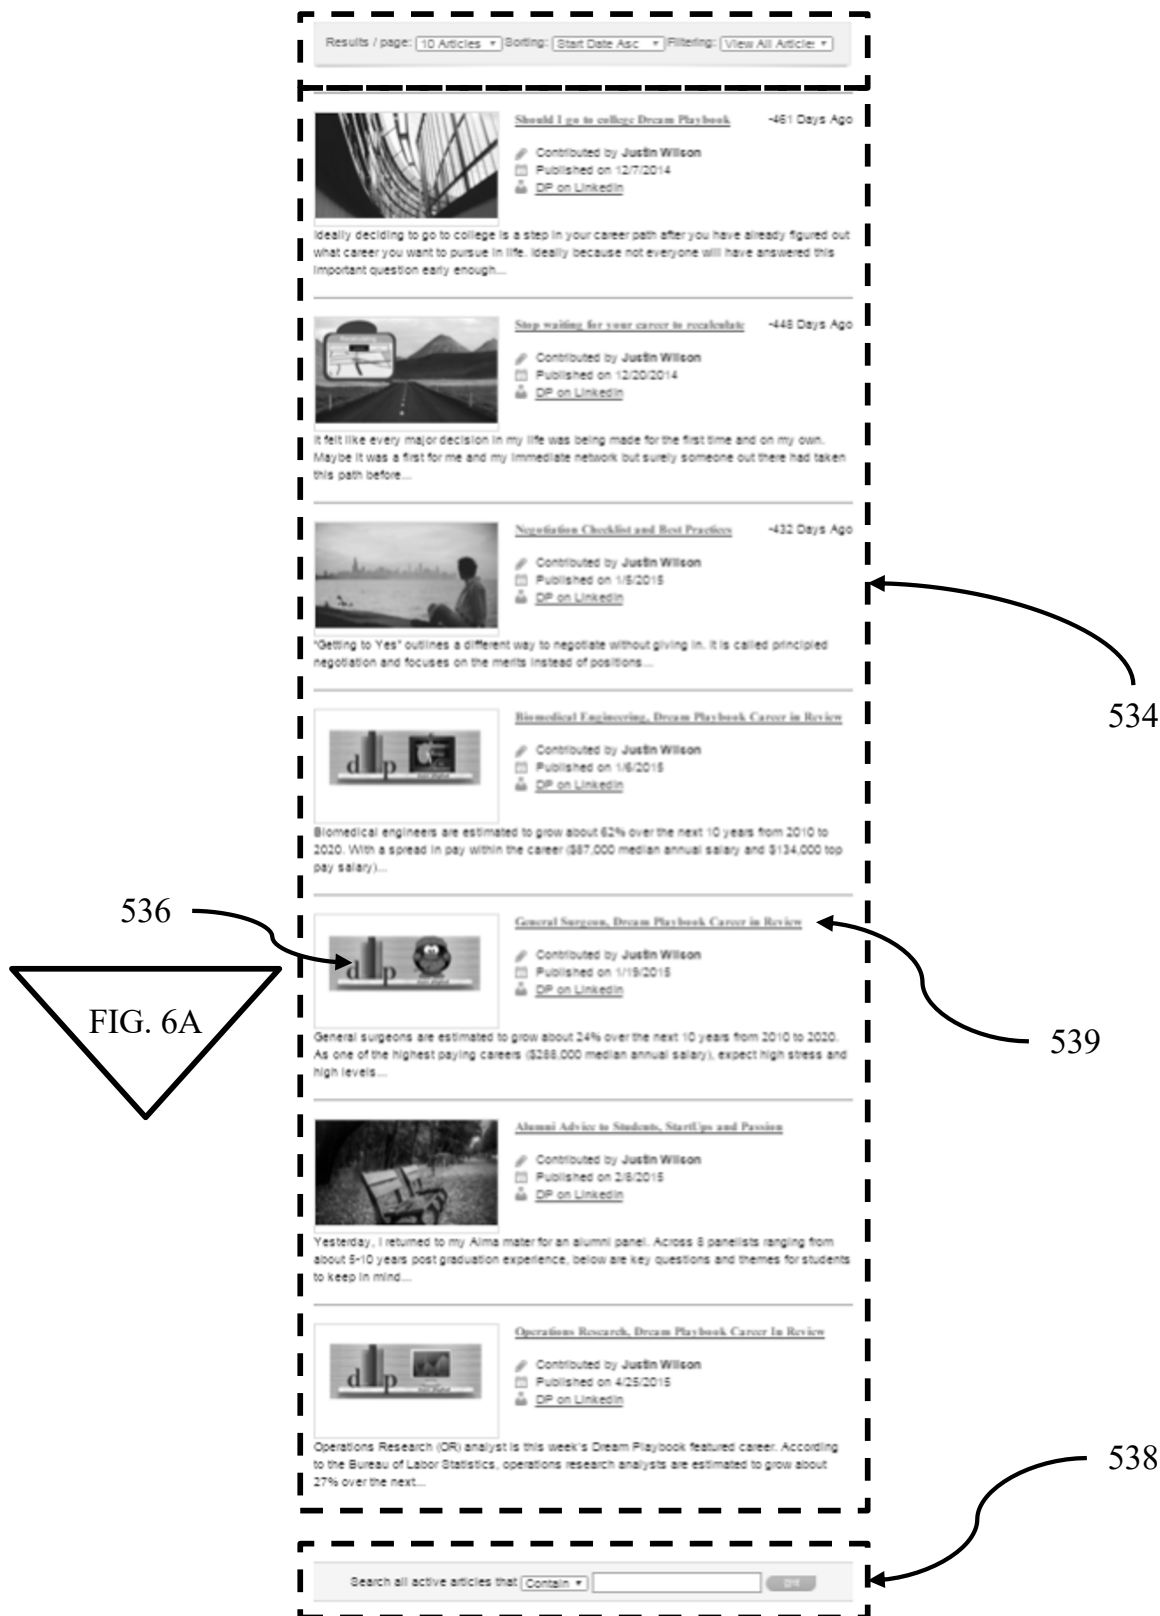 Results / page: 10 Articles Sorting: Start Date Asc Filtering: View All Article
Should I go to college Dream Playbook -461 Days Ago
Contributed by Justin Wilson
Published on 12/7/2014
DP on LinkedIn
Ideally deciding to go to college is a step in your career path after you have already figured out
what career you want to pursue in life. Ideally because not everyone will have answered this
important question early enough...
Stop waiting for your career to recalculate -448 Days Ago
Contributed by Justin Wilson
Published on 12/20/2014
DP on LinkedIn
It felt like every major decision in my life was being made for the first time and on my own.
Maybe it was a first for me and my immediate network but surely someone out there had taken
this path before...
Negotiation Checklist and Best Practices -432 Days Ago
Contributed by Justin Wilson
Published on 1/5/2015
DP on LinkedIn
"Getting to Yes" outlines a different way to negotiate without giving in. It is called principled
negotiation and focuses on the merits instead of positions...
534
Biomedical Engineering, Dream Playbook Career in Review
Contributed by Justin Wilson
Published on 1/6/2015
DP on LinkedIn
dlp
Biomedical engineers are estimated to grow about 62% over the next 10 years from 2010 to
2020. With a spread in pay within the career ($87,000 median annual salary and $134,000 top
pay salary)...
536
General Surgeon, Dream Playbook Career in Review
Contributed by Justin Wilson
Published on 1/19/2015
DP on LinkedIn
dlp
FIG. 6A
539
General surgeons are estimated to grow about 24% over the next 10 years from 2010 to 2020.
As one of the highest paying careers ($288,000 median annual salary), expect high stress and
high levels...
Alumni Advice to Students, StartUps and Passion
Contributed by Justin Wilson
Published on 2/8/2015
DP on LinkedIn
Yesterday, I returned to my Alma mater for an alumni panel. Across 8 panelists ranging from
about 5-10 years post graduation experience, below are key questions and themes for students
to keep in mind...
Operations Research, Dream Playbook Career In Review
Contributed by Justin Wilson
Published on 4/25/2015
DP on LinkedIn
dlp
Operations Research (OR) analyst is this week's Dream Playbook featured career. According
to the Bureau of Labor Statistics, operations research analysts are estimated to grow about
27% over the next...
538
Search all active articles that Contain